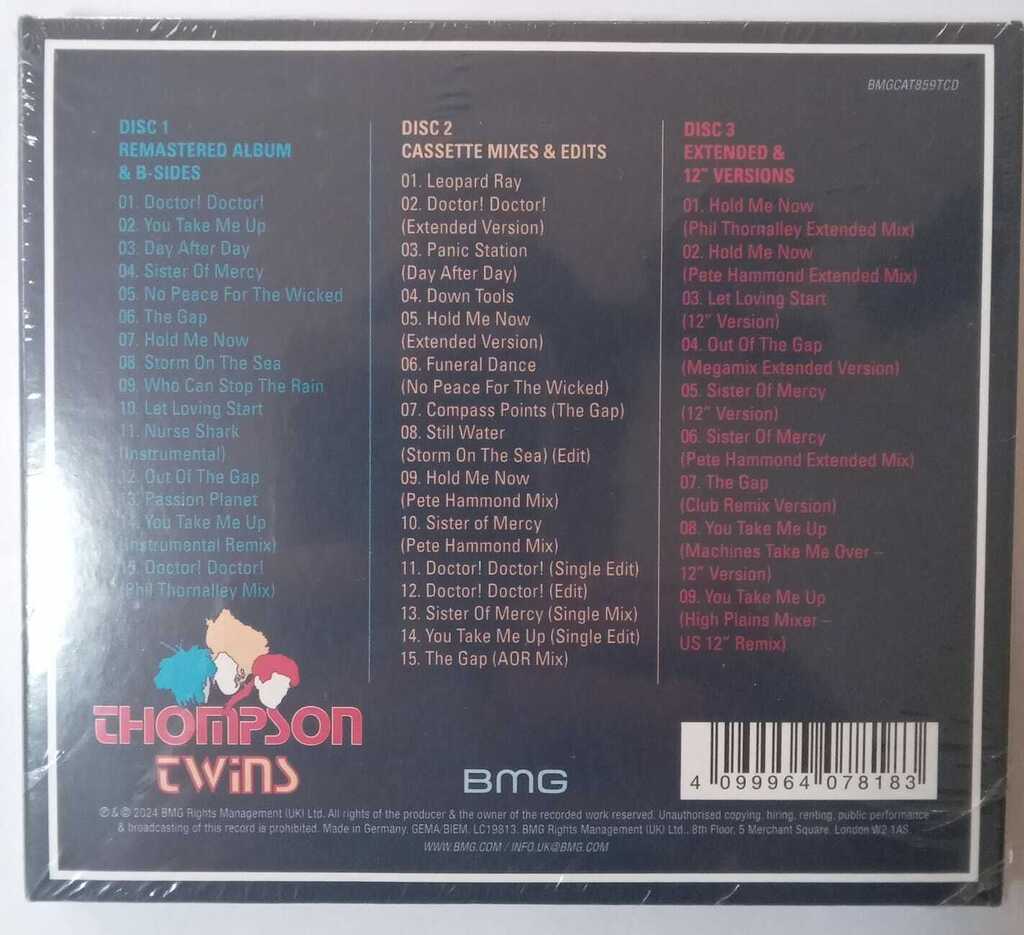 BMGCAT859TCD
DISC 1
REMASTERED ALBUM
& B-SIDES
01. Doctor! Doctor!
02. You Take Me Up
03. Day After Day
04. Sister Of Mercy
05. No Peace For The Wicked
06. The Gap
07. Hold Me Now
08. Storm On The Sea
09. Who Can Stop The Rain
10. Let Loving Start
11. Nurse Shark
(Instrumental)
12. Out Of The Gap
13. Passion Planet
14. You Take Me Up
(Instrumental Remix)
15. Doctor! Doctor!
(Phil Thornalley Mix)
DISC 2
CASSETTE MIXES & EDITS
01. Leopard Ray
02. Doctor! Doctor!
(Extended Version)
03. Panic Station
(Day After Day)
04. Down Tools
05. Hold Me Now
(Extended Version)
06. Funeral Dance
(No Peace For The Wicked)
07. Compass Points (The Gap)
08. Still Water
(Storm On The Sea) (Edit)
09. Hold Me Now
(Pete Hammond Mix)
10. Sister of Mercy
(Pete Hammond Mix)
11. Doctor! Doctor! (Single Edit)
12. Doctor! Doctor! (Edit)
13. Sister Of Mercy (Single Mix)
14. You Take Me Up (Single Edit)
15. The Gap (AOR Mix)
DISC 3
EXTENDED &
12" VERSIONS
01. Hold Me Now
(Phil Thornalley Extended Mix)
02. Hold Me Now
(Pete Hammond Extended Mix)
03. Let Loving Start
(12" Version)
04. Out Of The Gap
(Megamix Extended Version)
05. Sister Of Mercy
(12" Version)
06. Sister Of Mercy
(Pete Hammond Extended Mix)
07. The Gap
(Club Remix Version)
08. You Take Me Up
(Machines Take Me Over –
12" Version)
09. You Take Me Up
(High Plains Mixer –
US 12" Remix)
THOMPSON
TWINS
BMG
4 099964 078183
℗ & © 2024 BMG Rights Management (UK) Ltd. All rights of the producer & the owner of the recorded work reserved. Unauthorised copying, hiring, renting, public performance
& broadcasting of this record is prohibited. Made in Germany. GEMA/BIEM. LC19813. BMG Rights Management (UK) Ltd., 8th Floor, 5 Merchant Square, London W2 1AS.
WWW.BMG.COM / INFO.UK@BMG.COM